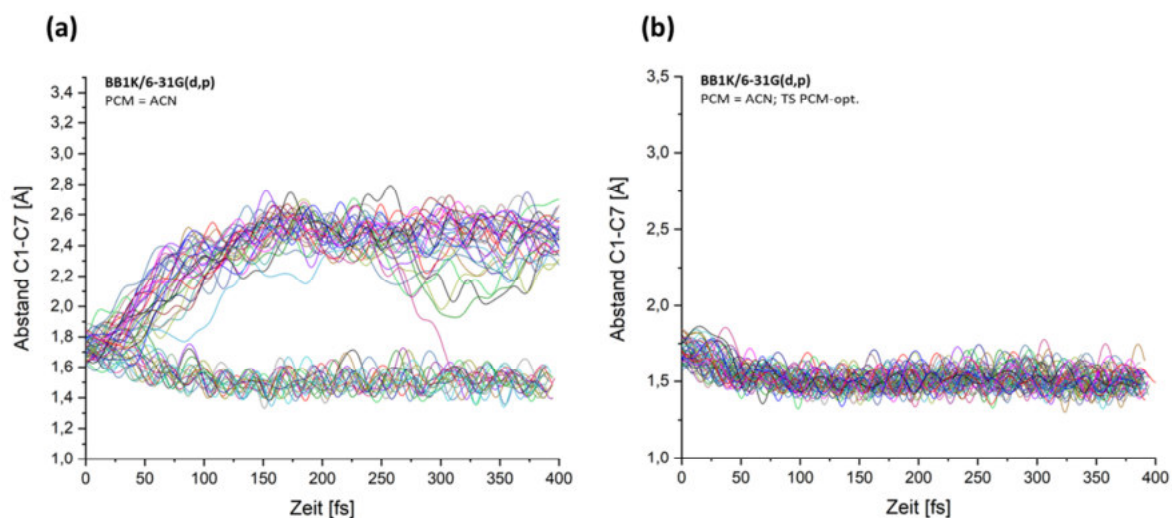 (a)
BB1K/6-31G(d,p)
PCM = ACN
3,4
3,2
3,0
2,8
2,6
2,4
2,2
2,0
1,8
1,6
1,4
1,2
1,0
Abstand C1-C7 [Å]
0 50 100 150 200 250 300 350 400
Zeit [fs]
(b)
BB1K/6-31G(d,p)
PCM = ACN; TS PCM-opt.
3,5
3,0
2,5
2,0
1,5
1,0
Abstand C1-C7 [Å]
0 50 100 150 200 250 300 350 400
Zeit [fs]